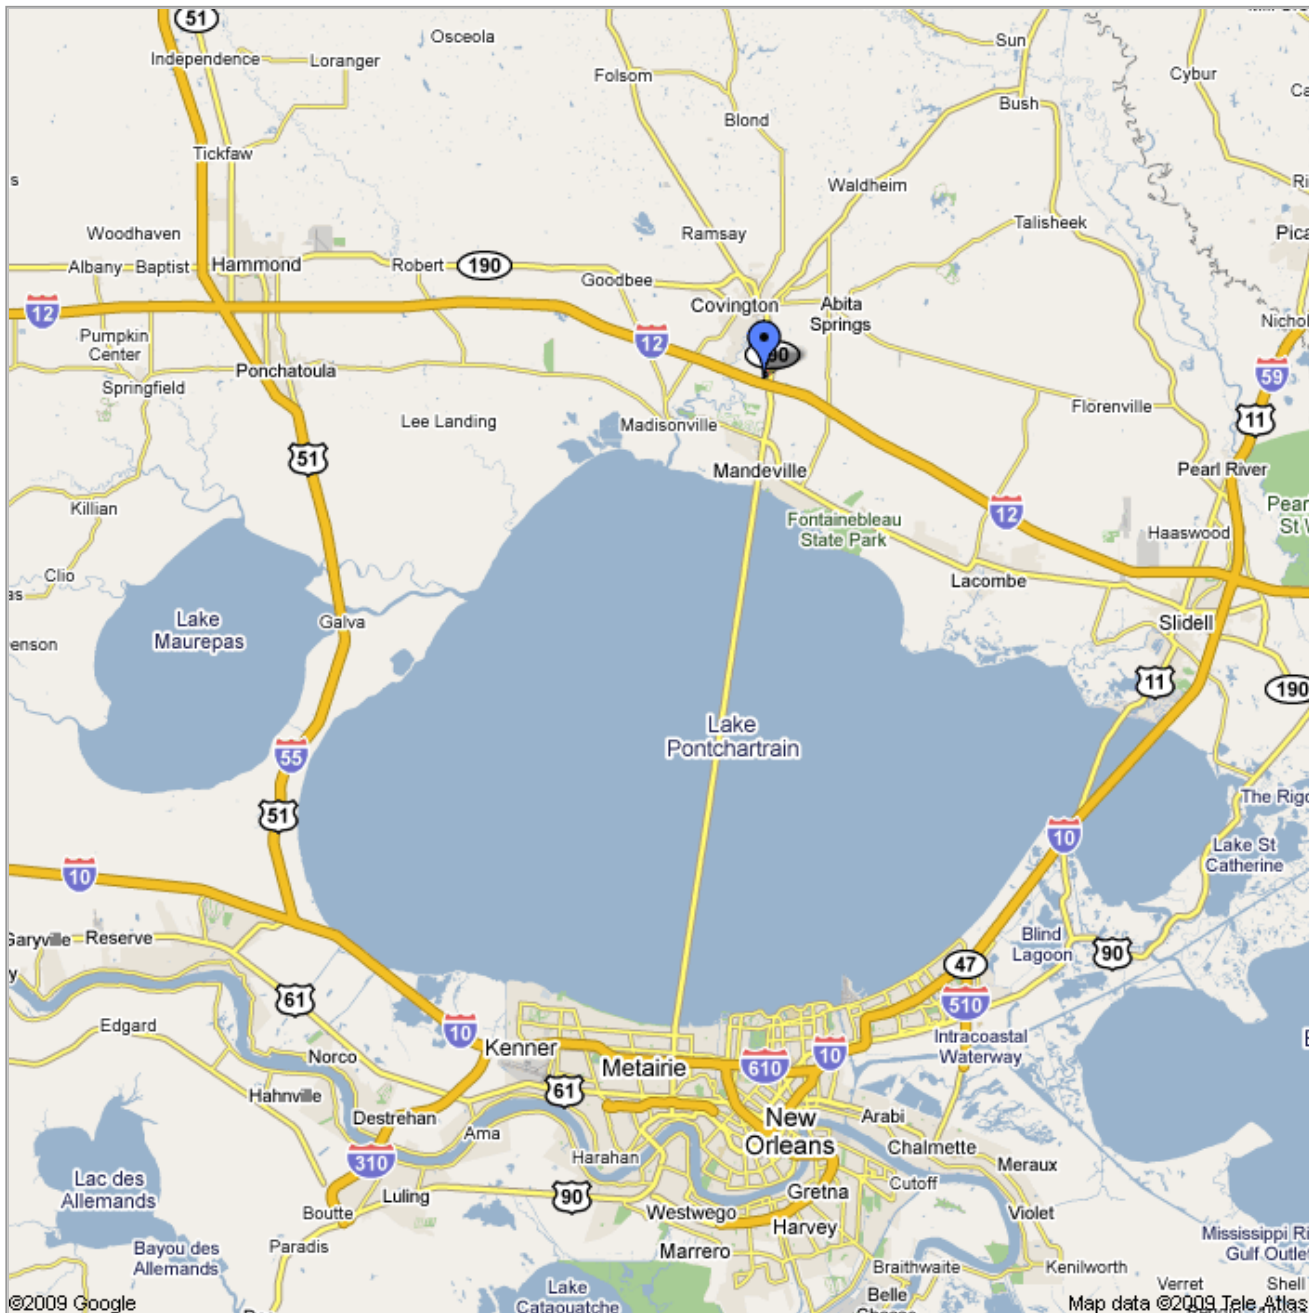 51
Osceola
Sun
Independence
Loranger
Folsom
Cybur
Bush
Blond
Tickfaw
Waldheim
Talisheek
Woodhaven
Ramsay
Albany
Baptist
Hammond
Robert
190
Goodbee
Covington
Abita
Springs
12
Pumpkin
Center
12
90
59
Ponchatoula
Springfield
Lee Landing
Madisonville
Florenville
11
51
Mandeville
Pearl River
Killian
Fontainebleau
State Park
12
Haaswood
Clio
Lacombe
Lake
Maurepas
Galva
Slidell
enson
11
190
Lake
Pontchartrain
55
51
The Rigo
10
10
Lake St
Catherine
Garyville
Reserve
Blind
Lagoon
90
47
61
510
Edgard
10
Norco
Kenner
Metairie
610
10
Intracoastal
Waterway
Hahnville
61
Destrehan
Ama
New
Orleans
Arabi
Chalmette
310
Harahan
Meraux
Lac des
Allemands
Luling
90
Gretna
Cutoff
Boutte
Westwego
Harvey
Violet
Paradis
Marrero
Bayou des
Allemands
Mississippi Ri
Gulf Outlet
Braithwaite
Kenilworth
Lake
Cataouatche
Belle
Verret
Shell
©2009 Google
Map data ©2009 Tele Atlas